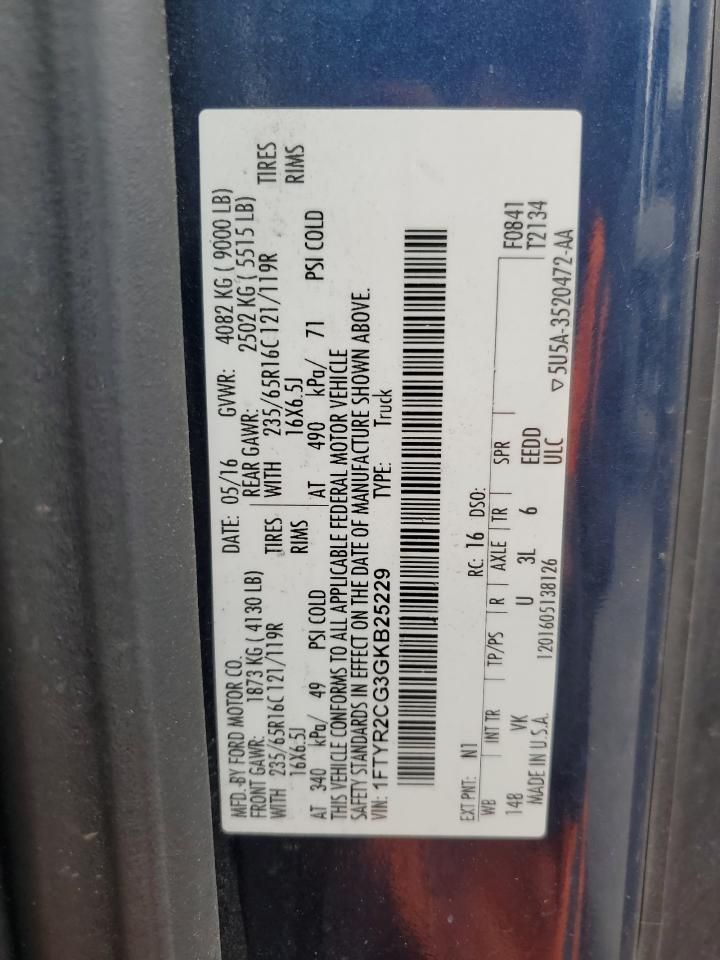 MFD.-BY FORD MOTOR CO. DATE: 05/16 GVWR: 4082 KG ( 9000 LB)
FRONT GAWR: 1873 KG ( 4130 LB) REAR GAWR: 2502 KG ( 5515 LB)
WITH 235/65R16C 121/119R TIRES WITH 235/65R16C 121/119R TIRES
16X6.5J RIMS 16X6.5J RIMS
AT 340 kPa/ 49 PSI COLD AT 490 kPa/ 71 PSI COLD
THIS VEHICLE CONFORMS TO ALL APPLICABLE FEDERAL MOTOR VEHICLE
SAFETY STANDARDS IN EFFECT ON THE DATE OF MANUFACTURE SHOWN ABOVE.
VIN: 1FTYR2CG3GKB25229 TYPE: Truck
EXT PNT: N1 RC: 16 DSO:
WB INT TR TP/PS R AXLE TR SPR F0841
148 VK U 3L 6 EEDD T2134
MADE IN U.S.A. 1201605138126 ULC ▽5U5A-3520472-AA